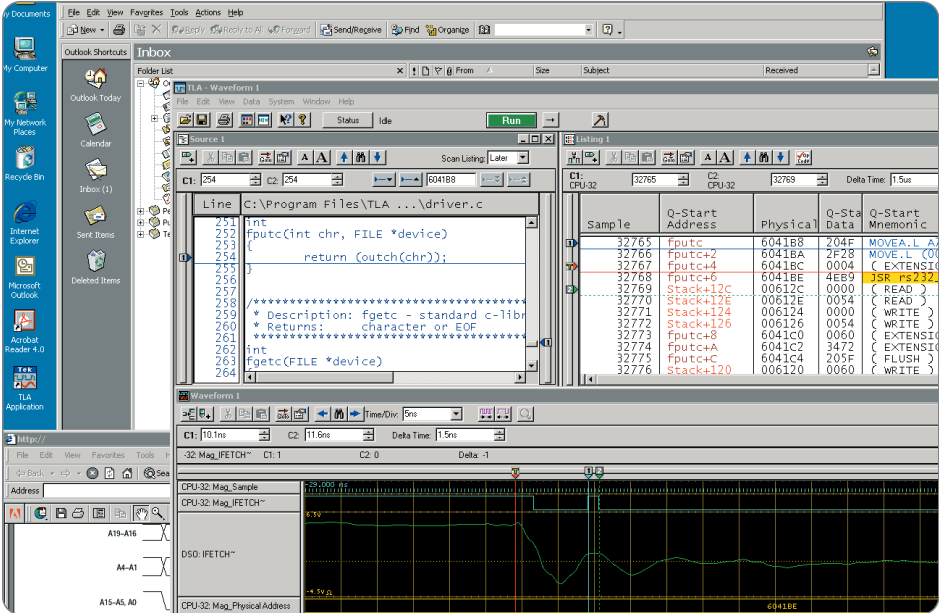 My Documents
My Computer
My Network Places
Recycle Bin
Internet Explorer
Microsoft Outlook
Acrobat Reader 4.0
Tek
TLA Application
File Edit View Favorites Tools Actions Help
New Reply Reply to All Forward Send/Receive Find Organize
Outlook Shortcuts Inbox
Folder List From Size Subject Received
Outlook Today
Calendar
Inbox (1)
Sent Items
Deleted Items
TLA - Waveform 1
File Edit View Data System Window Help
Status Idle Run
Source 1
Scan Listing: Later
C1: 254 C2: 254 6041B8
Line C:\Program Files\TLA ...\driver.c
251 int
252 fputc(int chr, FILE *device)
253 {
254 return (outch(chr));
255 }
256
257
258 /**************************************
259 * Description: fgetc - standard c-libr
260 * Returns: character or EOF
261 **************************************
262 int
263 fgetc(FILE *device)
264
Listing 1
C1: CPU-32 32765 C2: CPU-32 32769 Delta Time: 1.5us
Sample Q-Start Address Physical Q-Sta Data Q-Start Mnemonic
32765 fputc 6041B8 204F MOVEA.L A7
32766 fputc+2 6041BA 2F28 MOVE.L (00
32767 fputc+4 6041BC 0004 ( EXTENSIO
32768 fputc+6 6041BE 4EB9 JSR rs232_
32769 Stack+12C 00612C 0000 ( READ )
32770 Stack+12E 00612E 0054 ( READ )
32771 Stack+124 006124 0000 ( WRITE )
32772 Stack+126 006126 0054 ( WRITE )
32773 fputc+8 6041C0 0060 ( EXTENSIO
32774 fputc+A 6041C2 3472 ( EXTENSIO
32775 fputc+C 6041C4 205F ( FLUSH )
32776 Stack+120 006120 0060 ( WRITE )
Waveform 1
Time/Div: 5ns
C1: 10.1ns C2: 11.6ns Delta Time: 1.5ns
-32: Mag_IFETCH~ C1: 1 C2: 0 Delta: -1
CPU-32: Mag_Sample -29.000 ns
CPU-32: Mag_IFETCH~
6.5V
DSO: IFETCH~
-4.5V
CPU-32: Mag_Physical Address 6041BE
http://
File Edit View Favorites Tools H
Back Sea
Address
A19-A16
A4-A1
A15-A5, A0